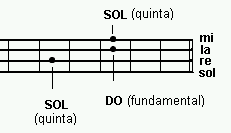 SOL (quinta)
mi
la
re
sol
SOL
(quinta)
DO (fundamental)